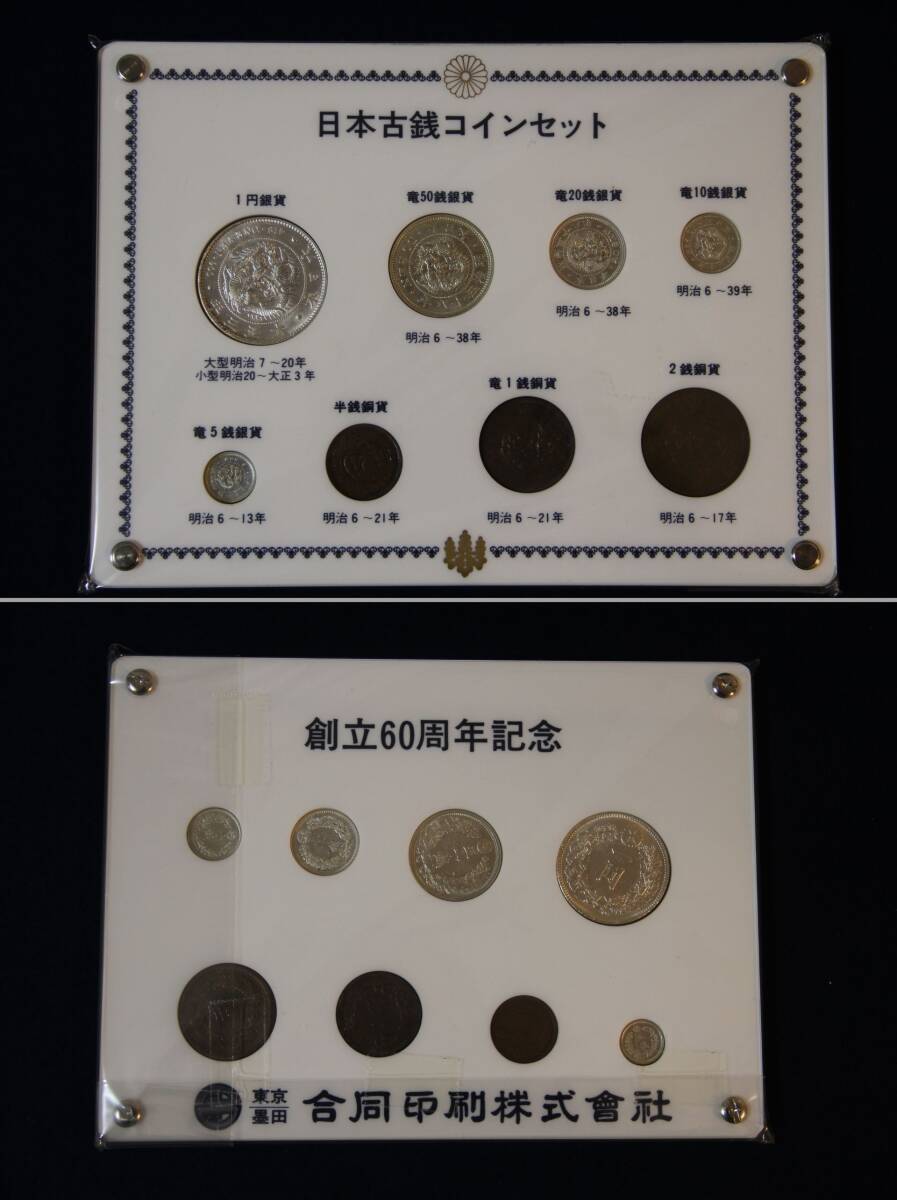 日本古銭コインセット
1円銀貨
竜50銭銀貨
竜20銭銀貨
竜10銭銀貨
大型明治7～20年
小型明治20～大正3年
明治6～38年
明治6～38年
明治6～39年
竜5銭銀貨
半銭銅貨
竜1銭銅貨
2銭銅貨
明治6～13年
明治6～21年
明治6～21年
明治6～17年
創立60周年記念
東京
墨田
合同印刷株式會社